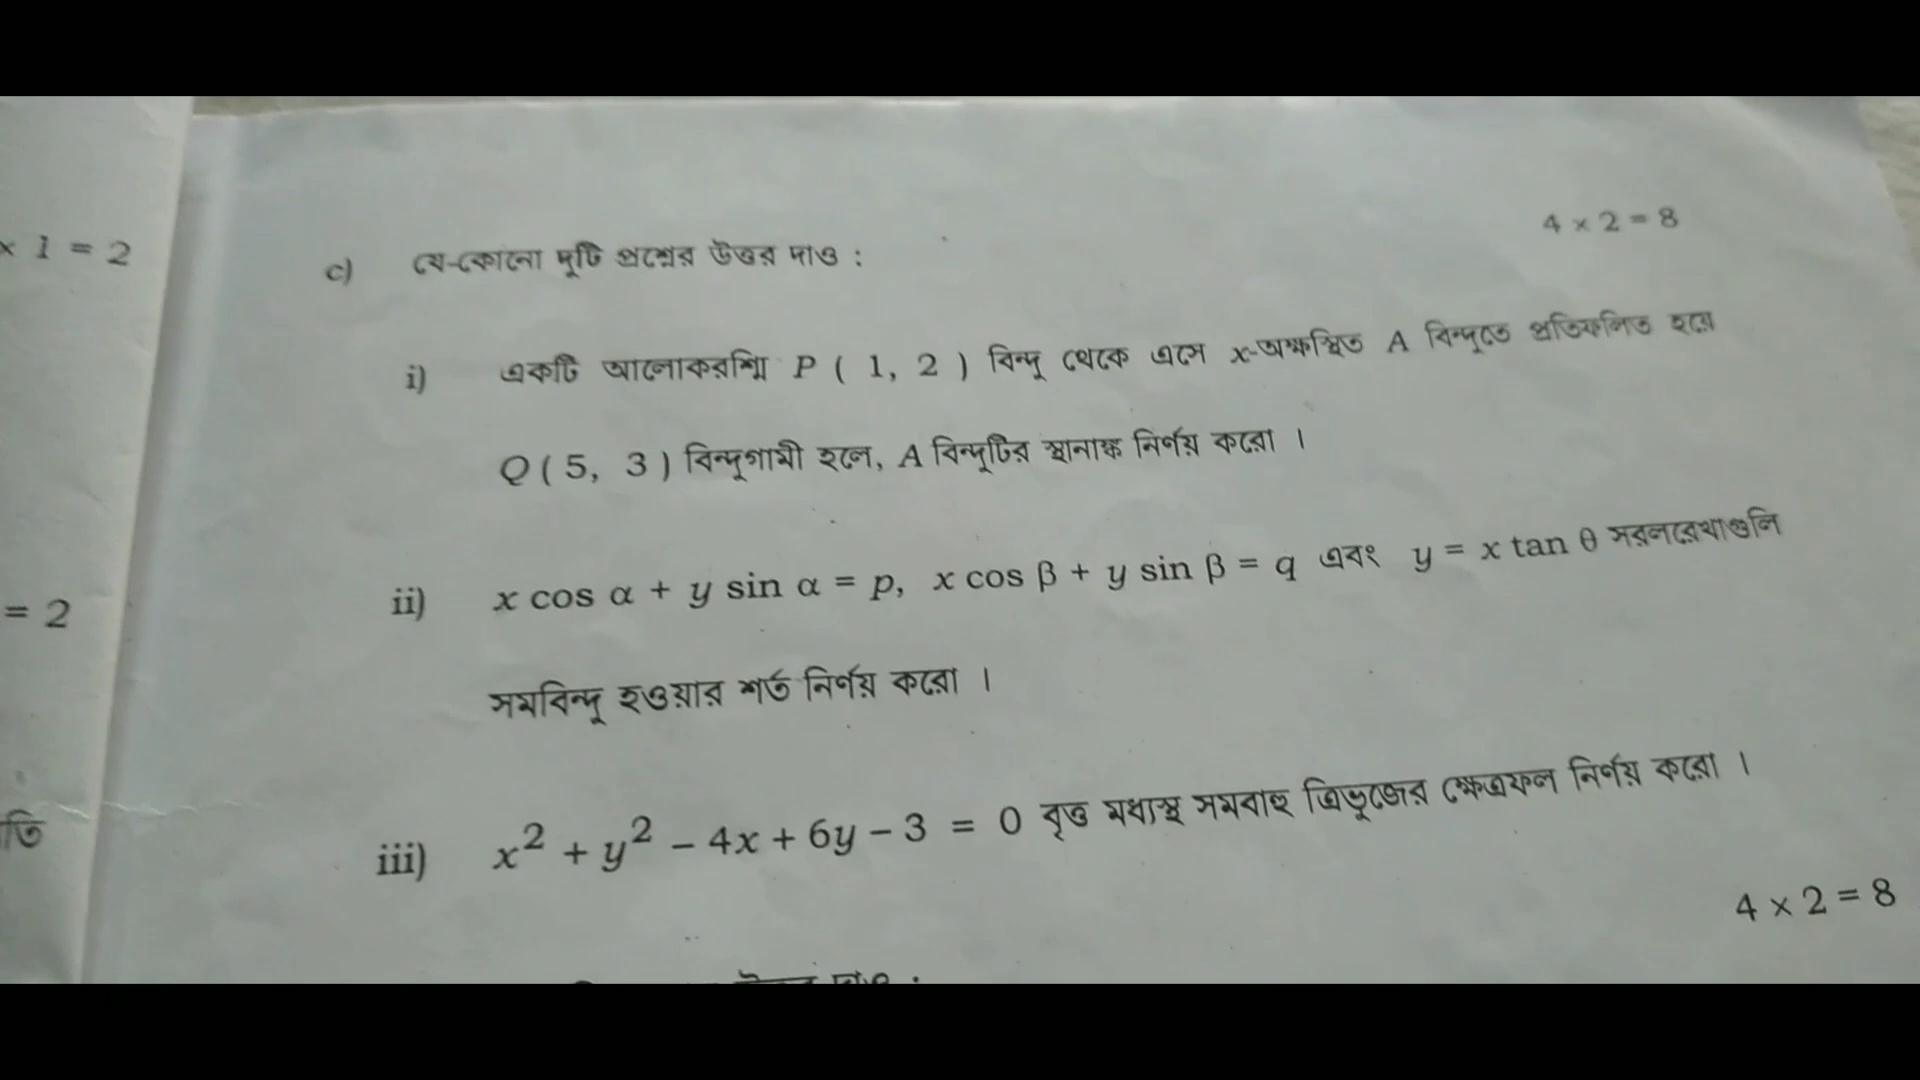 × 1 = 2
4 × 2 = 8
c) যে-কোনো দুটি প্রশ্নের উত্তর দাও :
i) একটি আলোকরশ্মি P ( 1, 2 ) বিন্দু থেকে এসে x-অক্ষস্থিত A বিন্দুতে প্রতিফলিত হয়ে
Q ( 5, 3 ) বিন্দুগামী হলে, A বিন্দুটির স্থানাঙ্ক নির্ণয় করো ।
ii) x cos α + y sin α = p, x cos β + y sin β = q এবং y = x tan θ সরলরেখাগুলি
= 2
সমবিন্দু হওয়ার শর্ত নির্ণয় করো ।
iii) x² + y² – 4x + 6y – 3 = 0 বৃত্ত মধ্যস্থ সমবাহু ত্রিভুজের ক্ষেত্রফল নির্ণয় করো ।
4 × 2 = 8